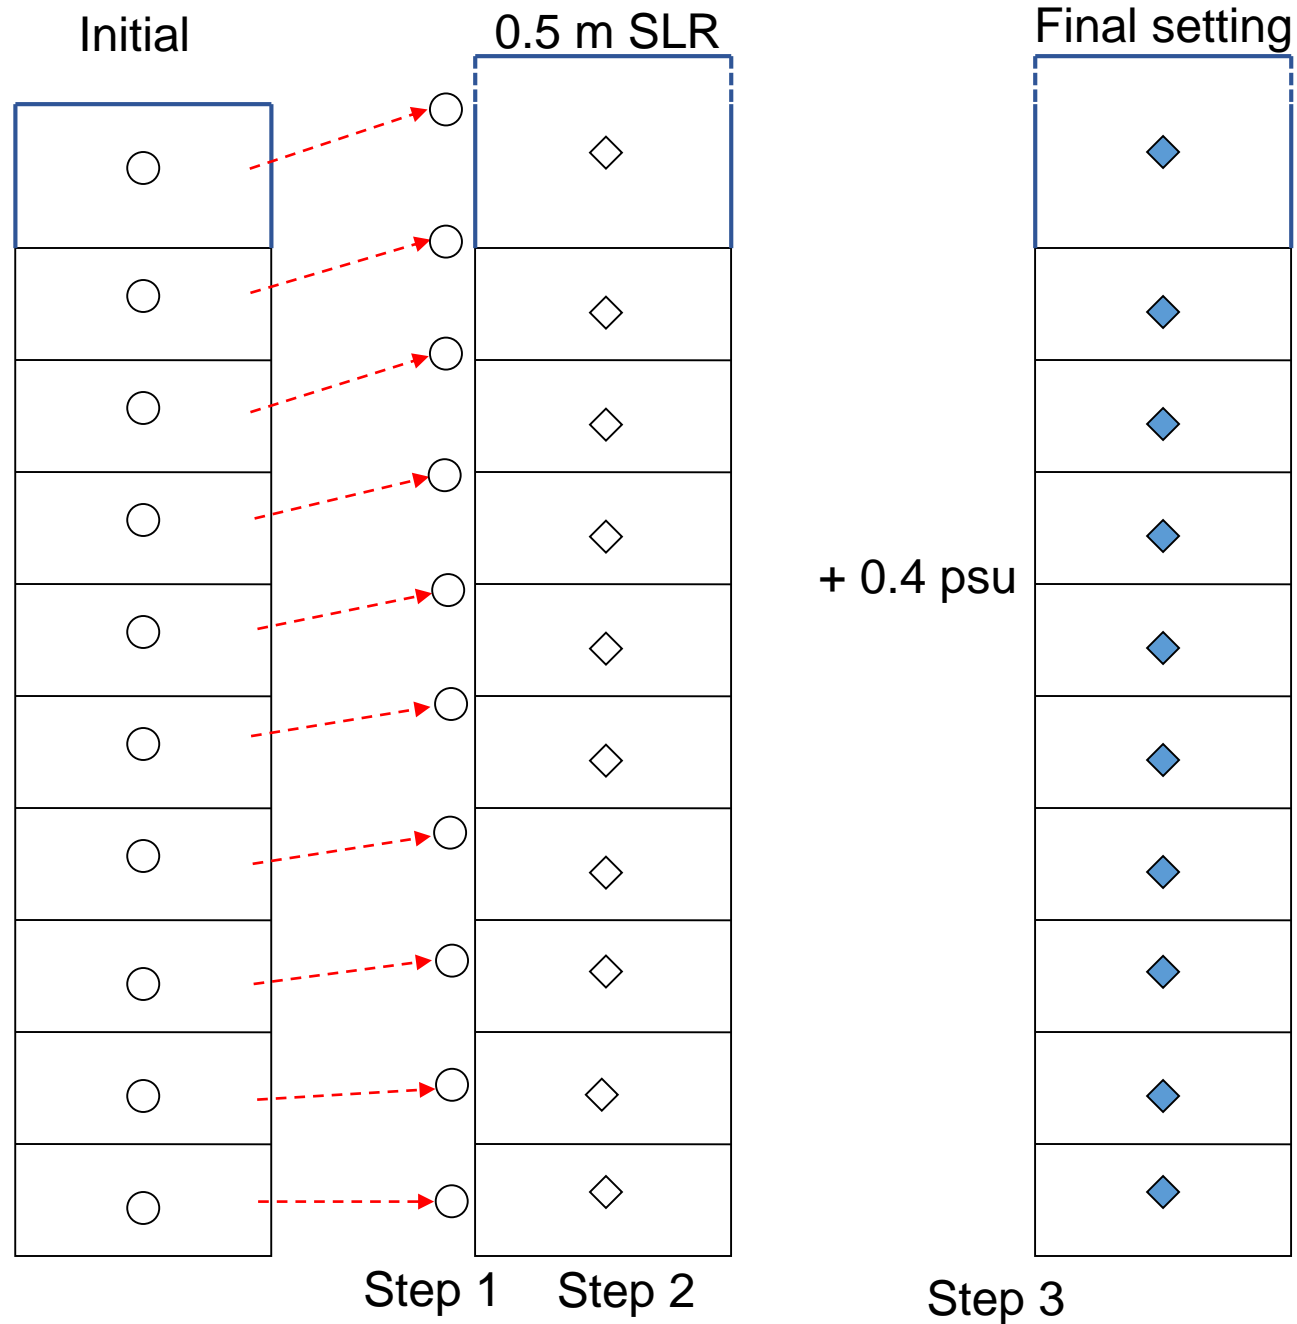 Initial
0.5 m SLR
Final setting
+ 0.4 psu
Step 1
Step 2
Step 3